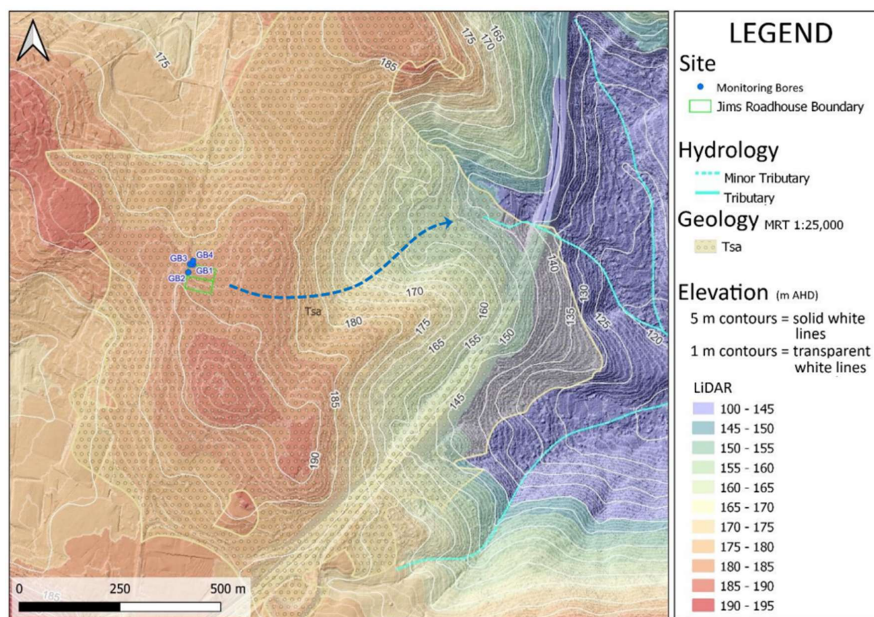 175
175
170
185
GB3
GB4
GB2
GB1
Tsa
170
180
175
165
160
155
150
145
140
135
130
125
120
185
190
185
0
250
500 m
LEGEND
Site
Monitoring Bores
Jims Roadhouse Boundary
Hydrology
Minor Tributary
Tributary
Geology MRT 1:25,000
Tsa
Elevation (m AHD)
5 m contours = solid white
lines
1 m contours = transparent
white lines
LiDAR
100 - 145
145 - 150
150 - 155
155 - 160
160 - 165
165 - 170
170 - 175
175 - 180
180 - 185
185 - 190
190 - 195